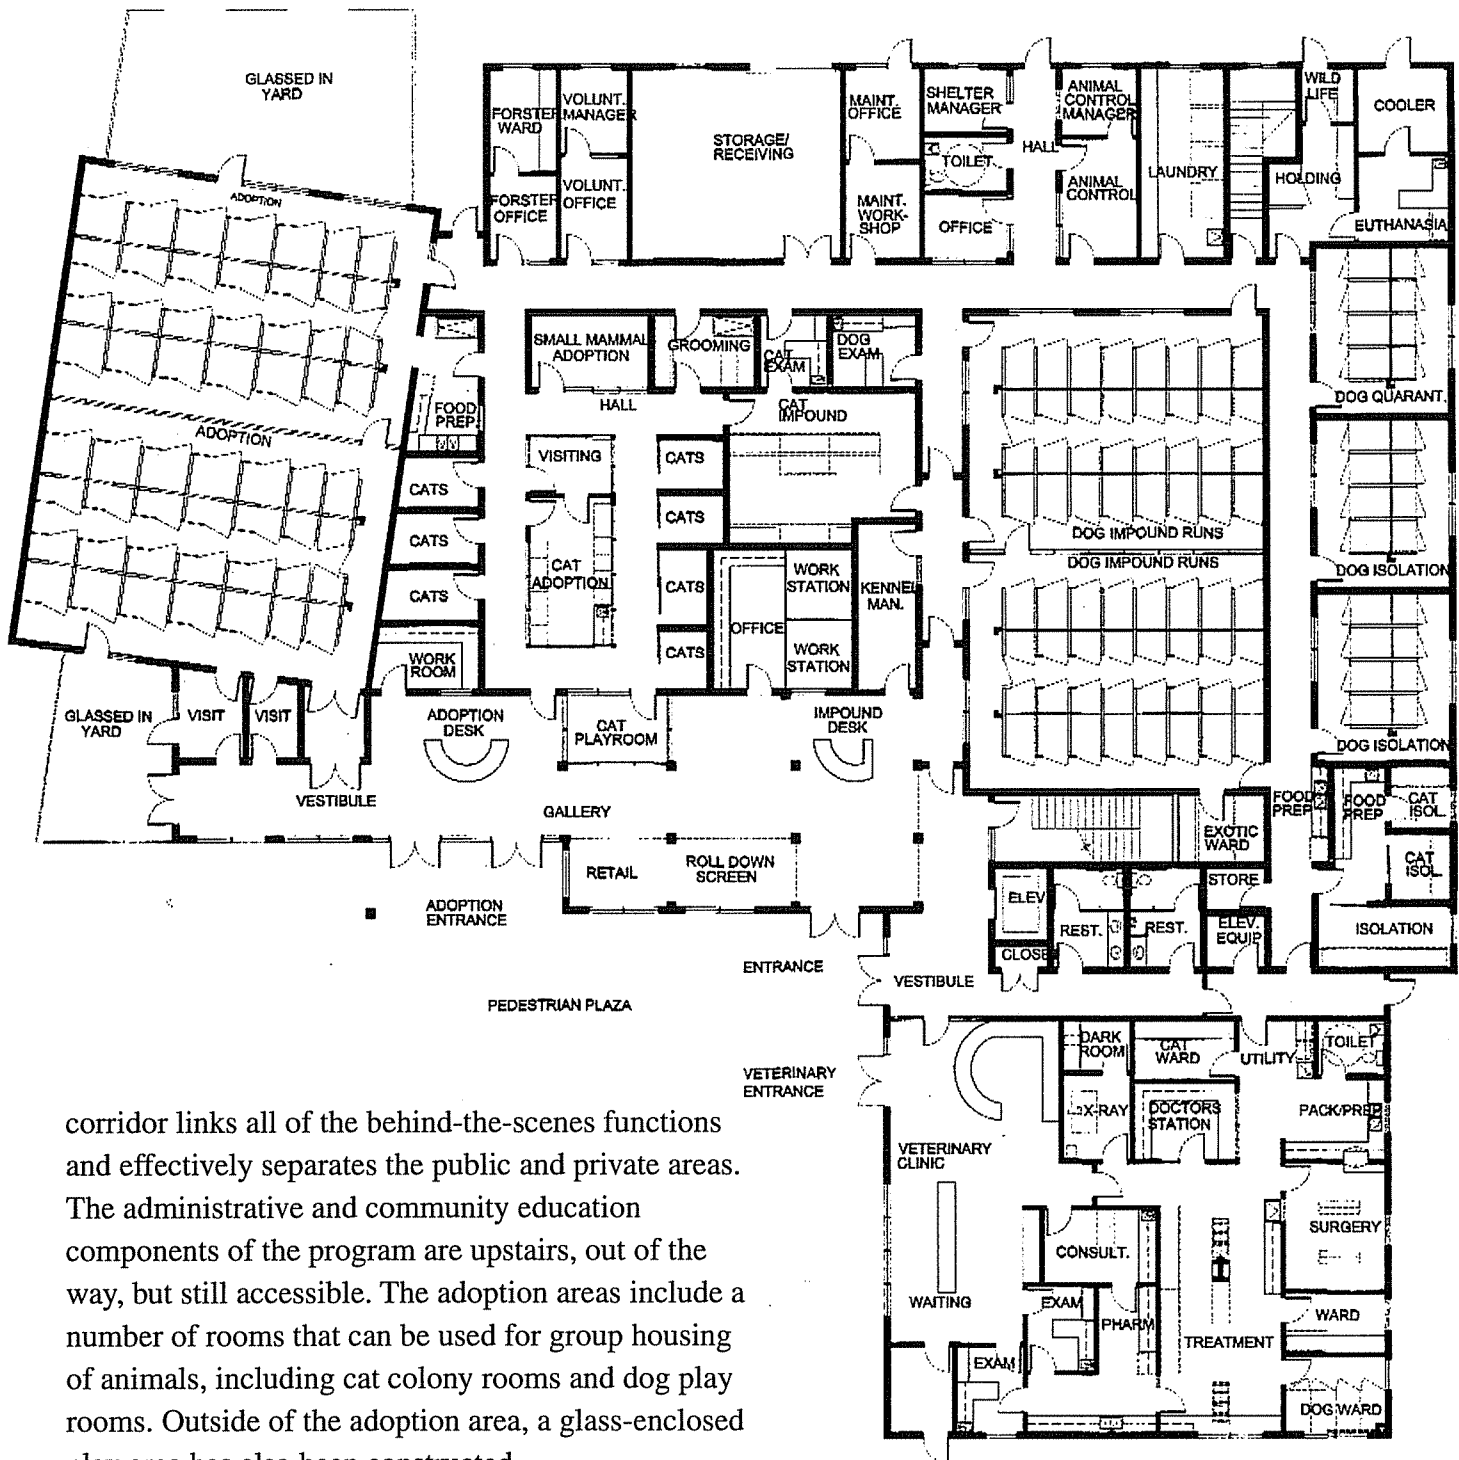 GLASSED IN
YARD
FORSTER
WARD
VOLUNT.
MANAGER
STORAGE/
RECEIVING
MAINT.
OFFICE
SHELTER
MANAGER
ANIMAL
CONTROL
MANAGER
WILD
LIFE
COOLER
HALL
TOILET
LAUNDRY
HOLDING
FORSTER
OFFICE
VOLUNT.
OFFICE
MAINT.
WORK-
SHOP
OFFICE
ANIMAL
CONTROL
EUTHANASIA
ADOPTION
SMALL MAMMAL
ADOPTION
GROOMING
CAT
EXAM
DOG
EXAM
HALL
CAT
IMPOUND
DOG QUARANT.
FOOD
PREP
ADOPTION
VISITING
CATS
CATS
CATS
CATS
CATS
CAT
ADOPTION
CATS
CATS
WORK
STATION
KENNEL
MAN.
OFFICE
WORK
STATION
DOG IMPOUND RUNS
DOG IMPOUND RUNS
DOG ISOLATION
DOG ISOLATION
WORK
ROOM
GLASSED IN
YARD
VISIT
VISIT
ADOPTION
DESK
CAT
PLAYROOM
IMPOUND
DESK
VESTIBULE
GALLERY
FOOD
PREP
FOOD
PREP
CAT
ISOL.
CAT
ISOL.
EXOTIC
WARD
RETAIL
ROLL DOWN
SCREEN
STORE
ELEV
REST.
REST.
ELEV.
EQUIP
ISOLATION
ADOPTION
ENTRANCE
CLOSE
ENTRANCE
VESTIBULE
PEDESTRIAN PLAZA
VETERINARY
ENTRANCE
DARK
ROOM
CAT
WARD
UTILITY
TOILET
X-RAY
DOCTORS
STATION
PACK/PREP
VETERINARY
CLINIC
SURGERY
CONSULT.
WAITING
EXAM
PHARM
WARD
TREATMENT
EXAM
DOG WARD
corridor links all of the behind-the-scenes functions
and effectively separates the public and private areas.
The administrative and community education
components of the program are upstairs, out of the
way, but still accessible. The adoption areas include a
number of rooms that can be used for group housing
of animals, including cat colony rooms and dog play
rooms. Outside of the adoption area, a glass-enclosed